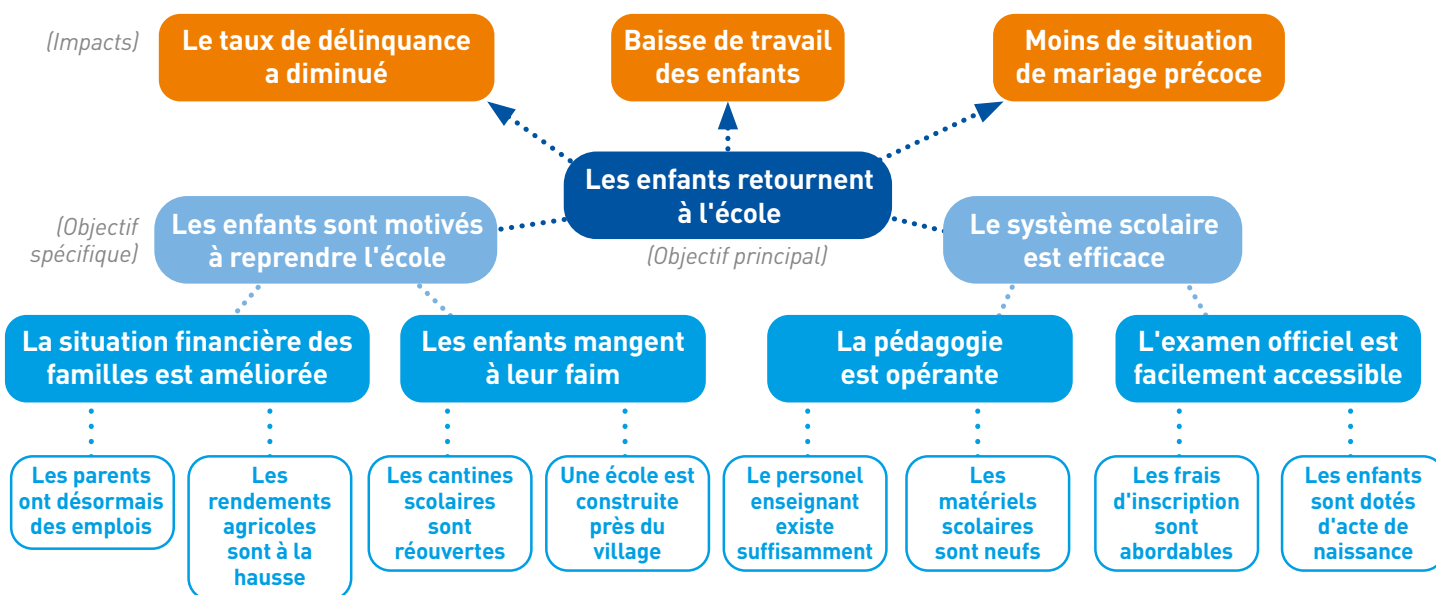 (Impacts)
Le taux de délinquance
a diminué
Baisse de travail
des enfants
Moins de situation
de mariage précoce
Les enfants retournent
à l'école
(Objectif principal)
(Objectif
spécifique)
Les enfants sont motivés
à reprendre l'école
Le système scolaire
est efficace
La situation financière des
familles est améliorée
Les enfants mangent
à leur faim
La pédagogie
est opérante
L'examen officiel est
facilement accessible
Les parents
ont désormais
des emplois
Les
rendements
agricoles
sont à la
hausse
Les cantines
scolaires
sont
réouvertes
Une école est
construite
près du
village
Le personel
enseignant
existe
suffisamment
Les
matériels
scolaires
sont neufs
Les frais
d'inscription
sont
abordables
Les enfants
sont dotés
d'acte de
naissance